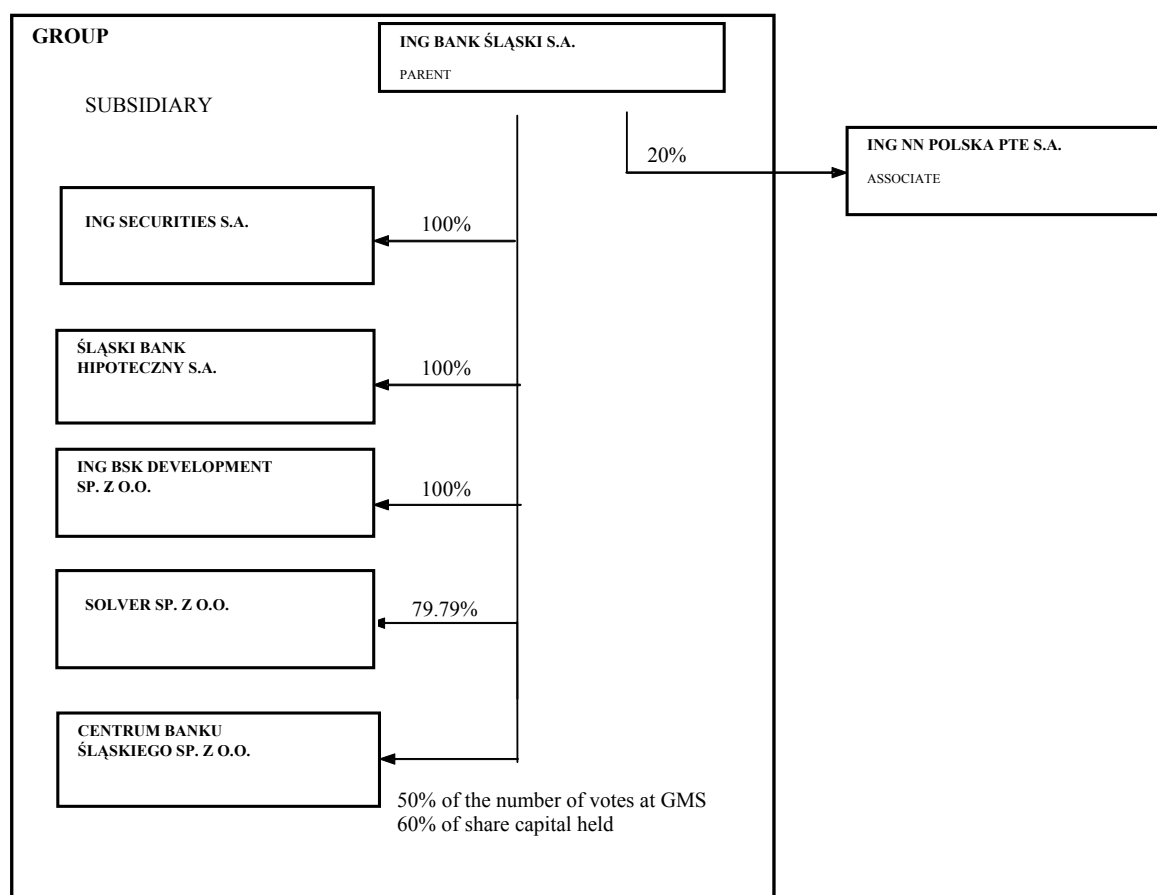 GROUP
ING BANK ŚLĄSKI S.A.
PARENT
SUBSIDIARY
20%
ING NN POLSKA PTE S.A.
ASSOCIATE
ING SECURITIES S.A.
100%
ŚLĄSKI BANK
HIPOTECZNY S.A.
100%
ING BSK DEVELOPMENT
SP. Z O.O.
100%
SOLVER SP. Z O.O.
79.79%
CENTRUM BANKU
ŚLĄSKIEGO SP. Z O.O.
50% of the number of votes at GMS
60% of share capital held